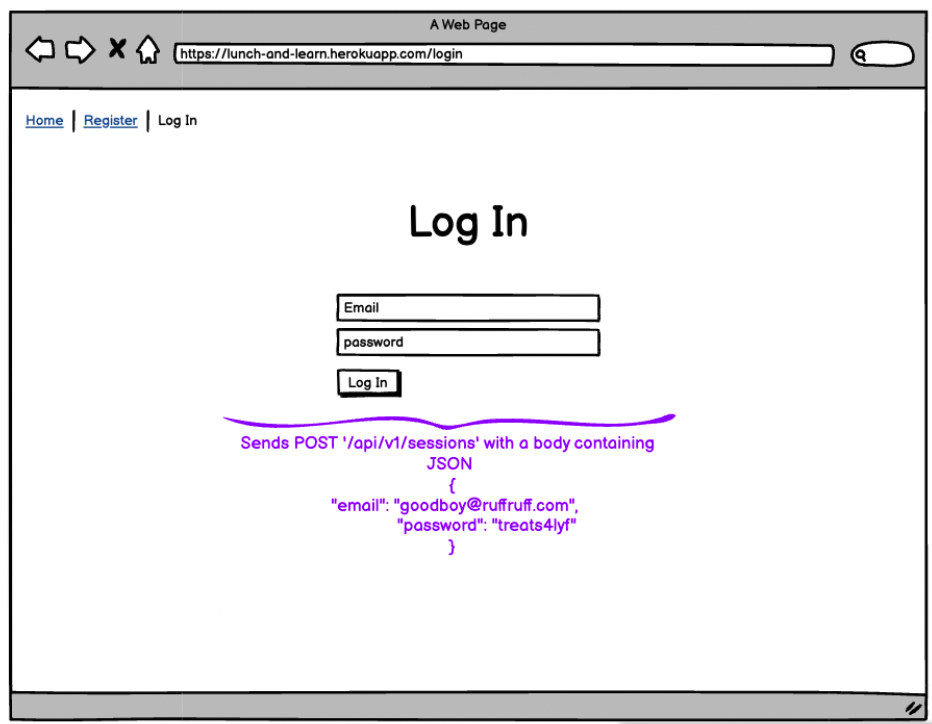 A Web Page
https://lunch-and-learn.herokuapp.com/login
Home | Register | Log In
Log In
Email
password
Log In
Sends POST '/api/v1/sessions' with a body containing
JSON
{
"email": "goodboy@ruffruff.com",
"password": "treats4lyf"
}